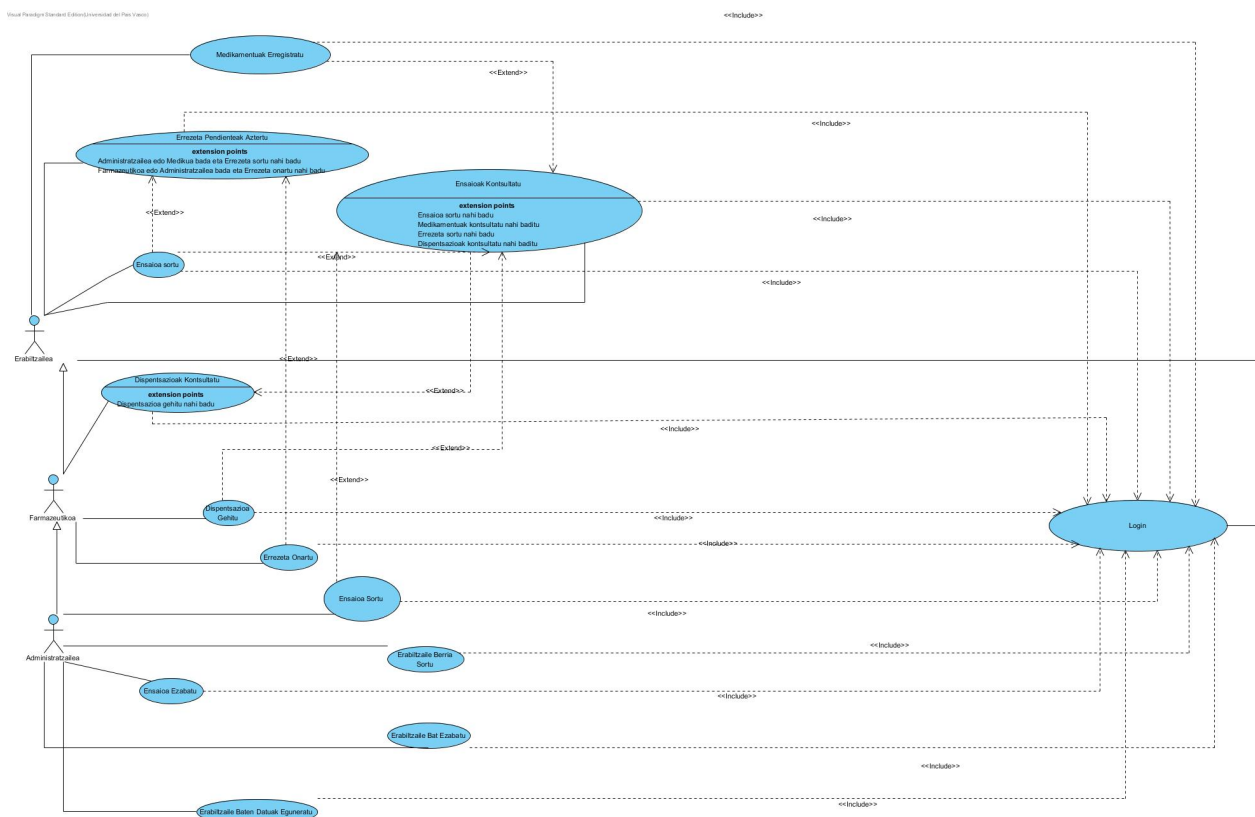 Visual Paradigm Standard Edition(Universidad del Pais Vasco)
<<Include>>
Medikamentuak Erregistratu
<<Extend>>
<<Include>>
Errezeta Pendienteak Aztertu
extension points
Administratzailea edo Medikua bada eta Errezeta sortu nahi badu
Farmazeutikoa edo Administratzailea bada eta Errezeta onartu nahi badu
Ensaioak Kontsultatu
extension points
Ensaioa sortu nahi badu
Medikamentuak kontsultatu nahi baditu
Errezeta sortu nahi badu
Dispentsazioak kontsultatu nahi baditu
<<Extend>>
<<Include>>
<<Extend>>
Ensaioa sortu
<<Include>>
Erabiltzailea
<<Extend>>
Dispentsazioak Kontsultatu
extension points
Dispentsazioa gehitu nahi badu
<<Extend>>
<<Include>>
<<Extend>>
<<Extend>>
Farmazeutikoa
Dispentsazioa
Gehitu
<<Include>>
Login
<<Include>>
Errezeta Onartu
Ensaioa Sortu
<<Include>>
Administratzailea
Erabiltzaile Berria
Sortu
<<Include>>
Ensaioa Ezabatu
<<Include>>
Erabiltzaile Bat Ezabatu
<<Include>>
<<Include>>
Erabiltzaile Baten Datuak Eguneratu